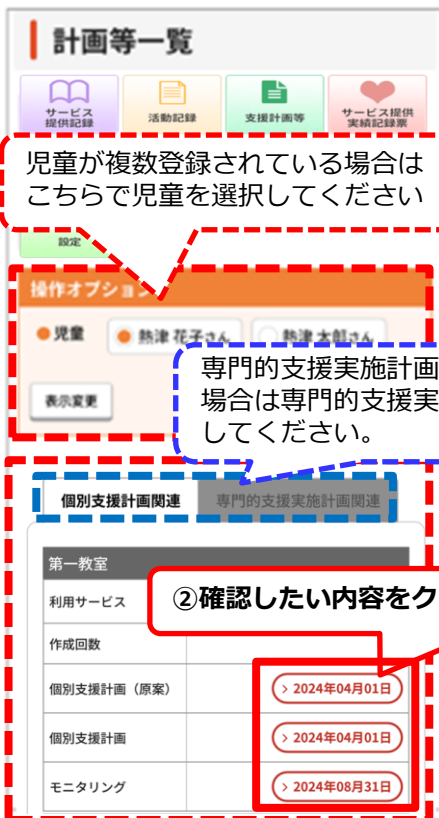 計画等一覧
サービス
提供記録
活動記録
支援計画等
サービス提供
実績記録票
児童が複数登録されている場合は
こちらで児童を選択してください
設定
操作オプション
児童
熱津 花子さん
熱津 太郎さん
表示変更
専門的支援実施計画
場合は専門的支援実
してください。
個別支援計画関連
専門的支援実施計画関連
第一教室
利用サービス
②確認したい内容をク
作成回数
個別支援計画（原案）
> 2024年04月01日
個別支援計画
> 2024年04月01日
モニタリング
> 2024年08月31日